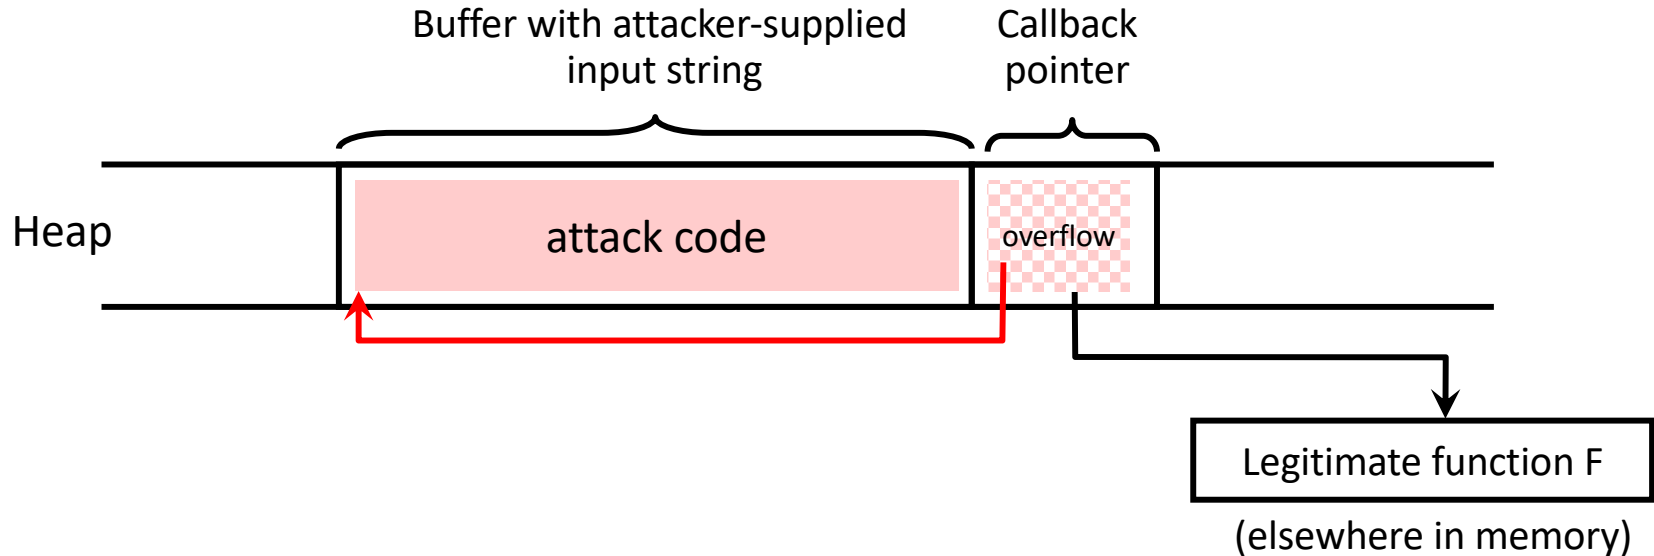 Buffer with attacker-supplied
input string
Callback
pointer
Heap
attack code
overflow
Legitimate function F
(elsewhere in memory)